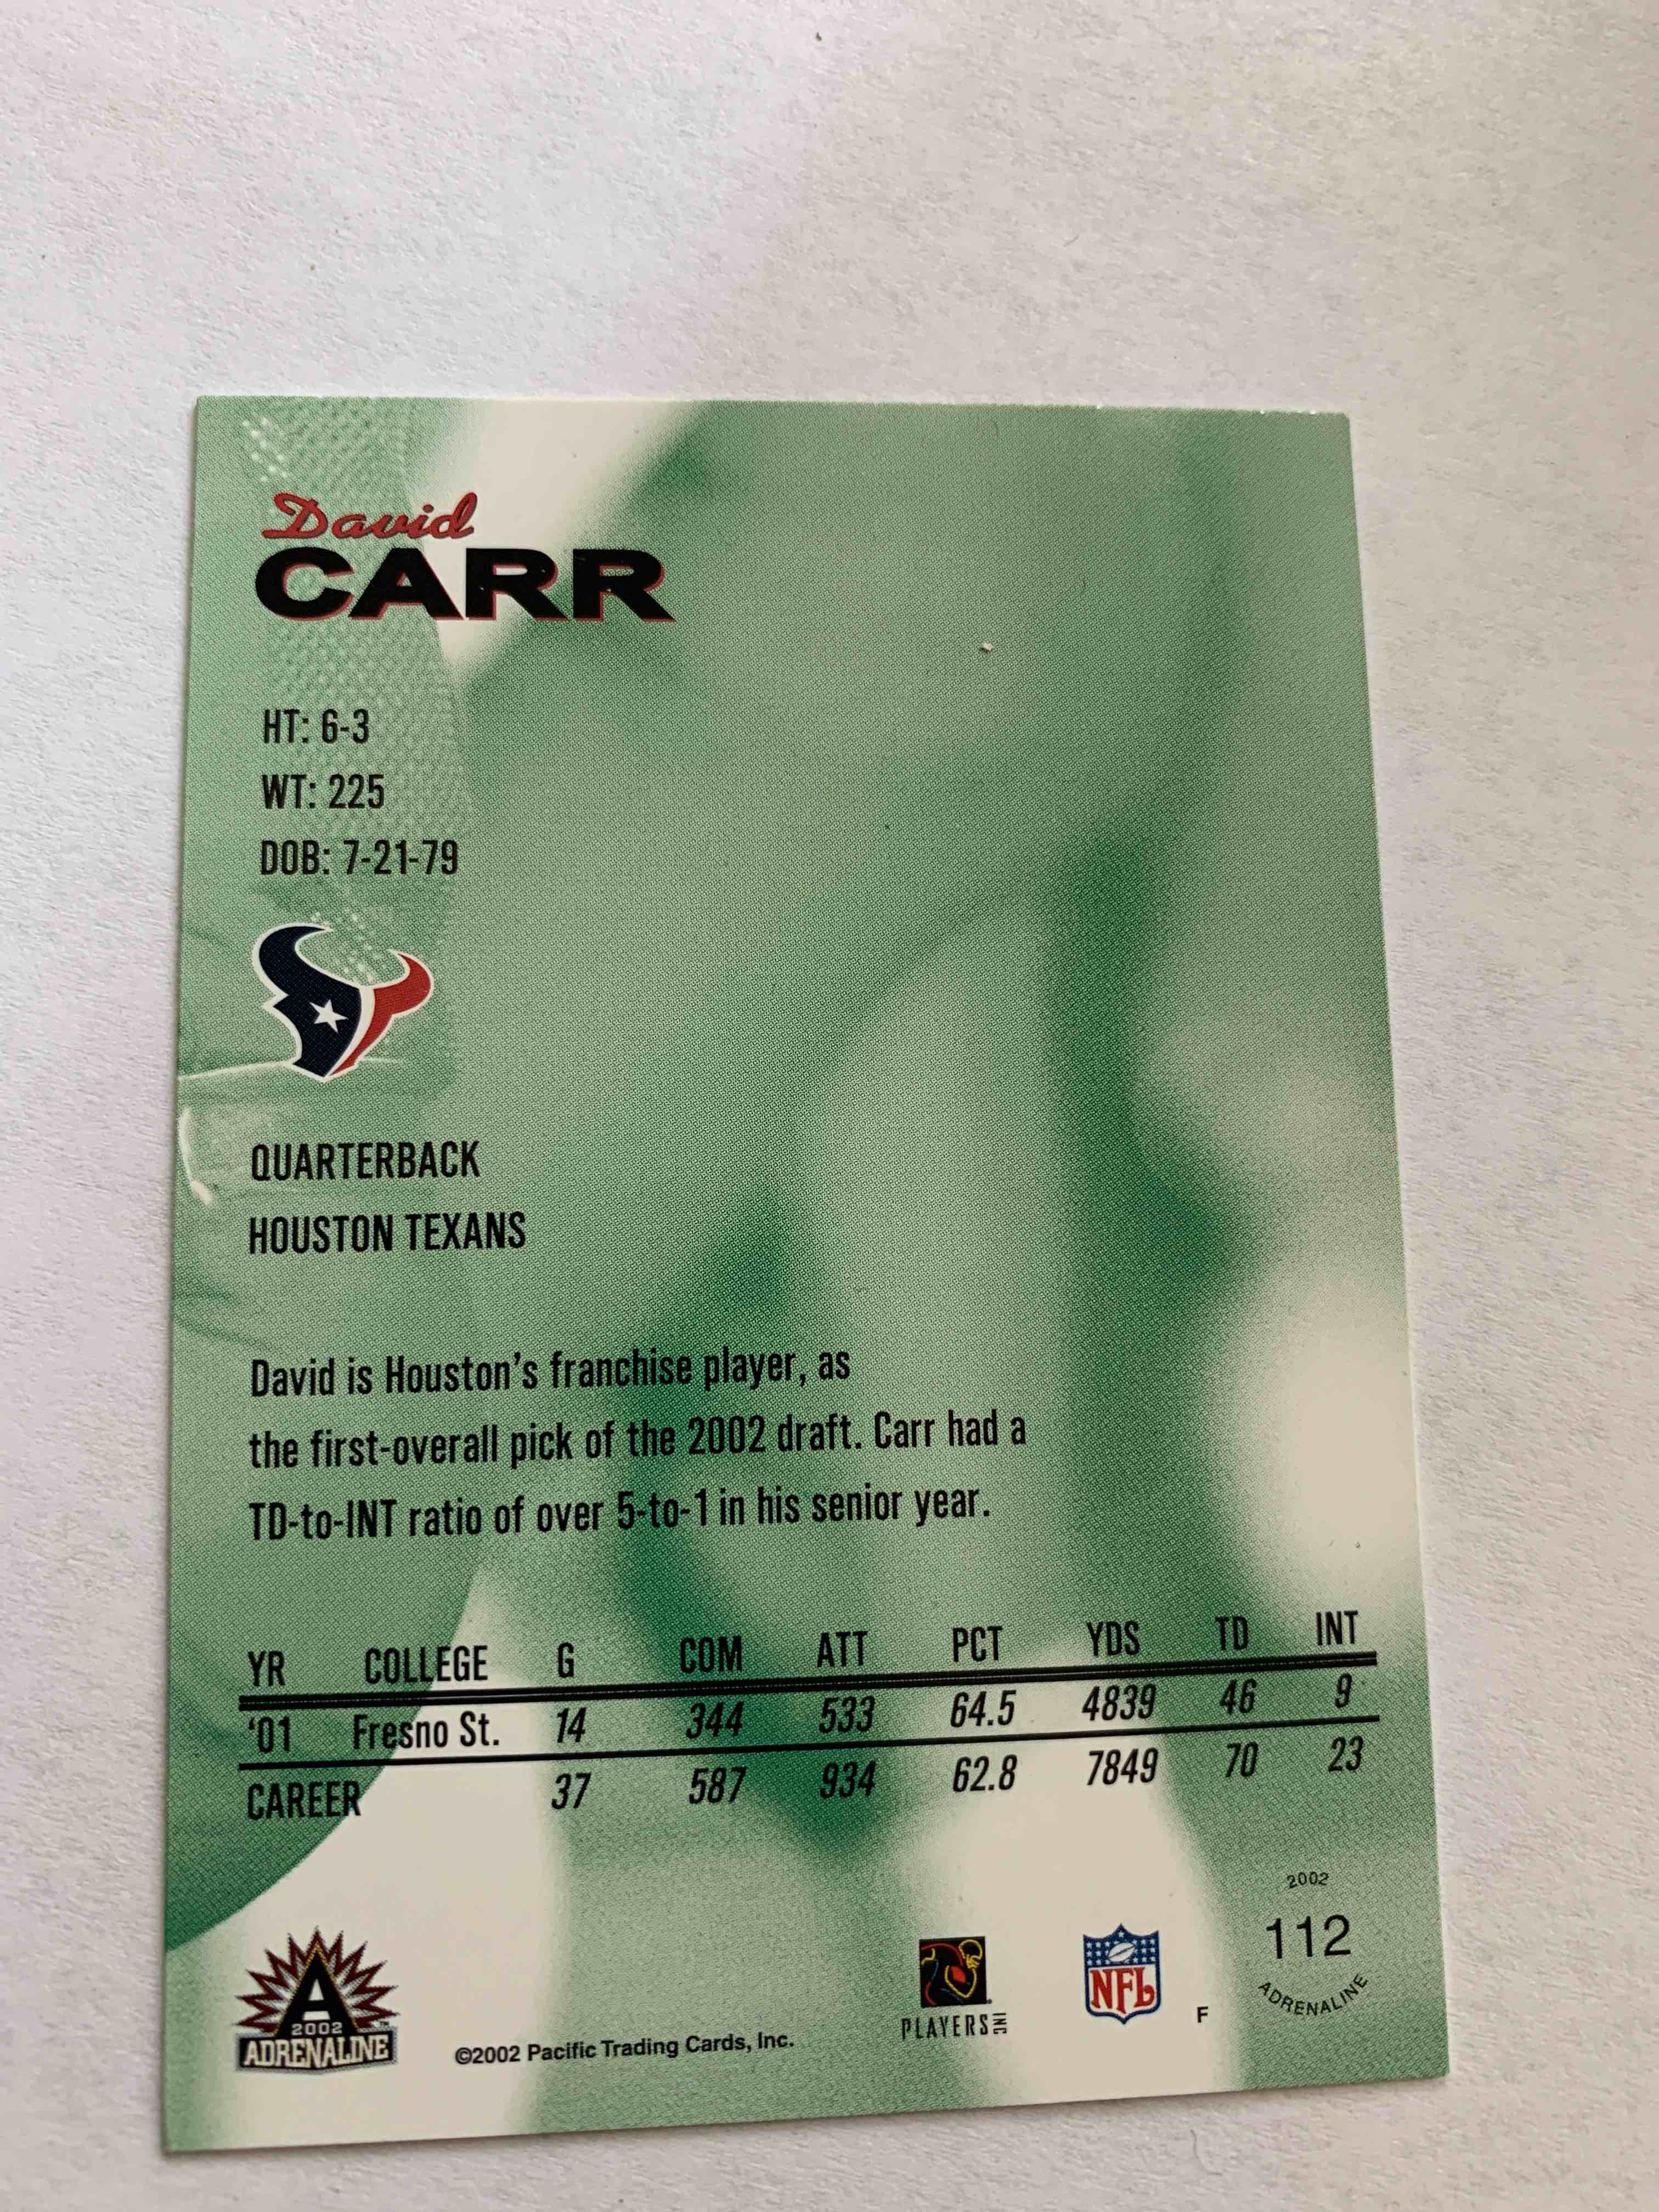 David
CARR
HT: 6-3
WT: 225
DOB: 7-21-79
QUARTERBACK
HOUSTON TEXANS
David is Houston's franchise player, as
the first-overall pick of the 2002 draft. Carr had a
TD-to-INT ratio of over 5-to-1 in his senior year.
YR COLLEGE G COM ATT PCT YDS TD INT
'01 Fresno St. 14 344 533 64.5 4839 46 9
CAREER 37 587 934 62.8 7849 70 23
A
2002
ADRENALINE™
©2002 Pacific Trading Cards, Inc.
PLAYERS INC
NFL
F
2002
112
ADRENALINE